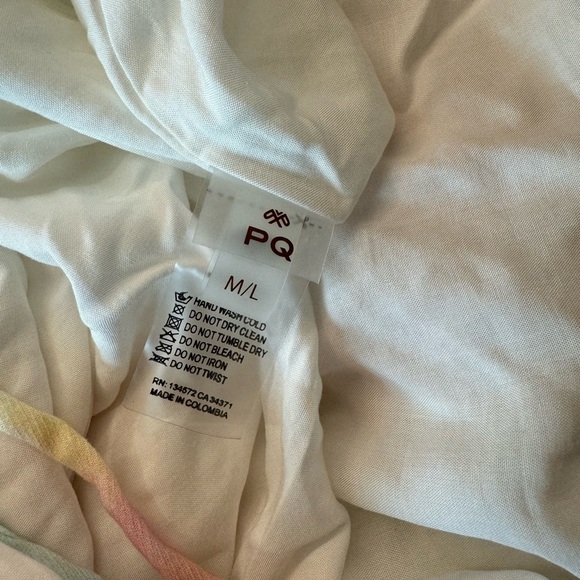 PQ
M/L
HAND WASH COLD
DO NOT DRY CLEAN
DO NOT TUMBLE DRY
DO NOT BLEACH
DO NOT IRON
DO NOT TWIST
RN: 134572 CA 34371
MADE IN COLOMBIA